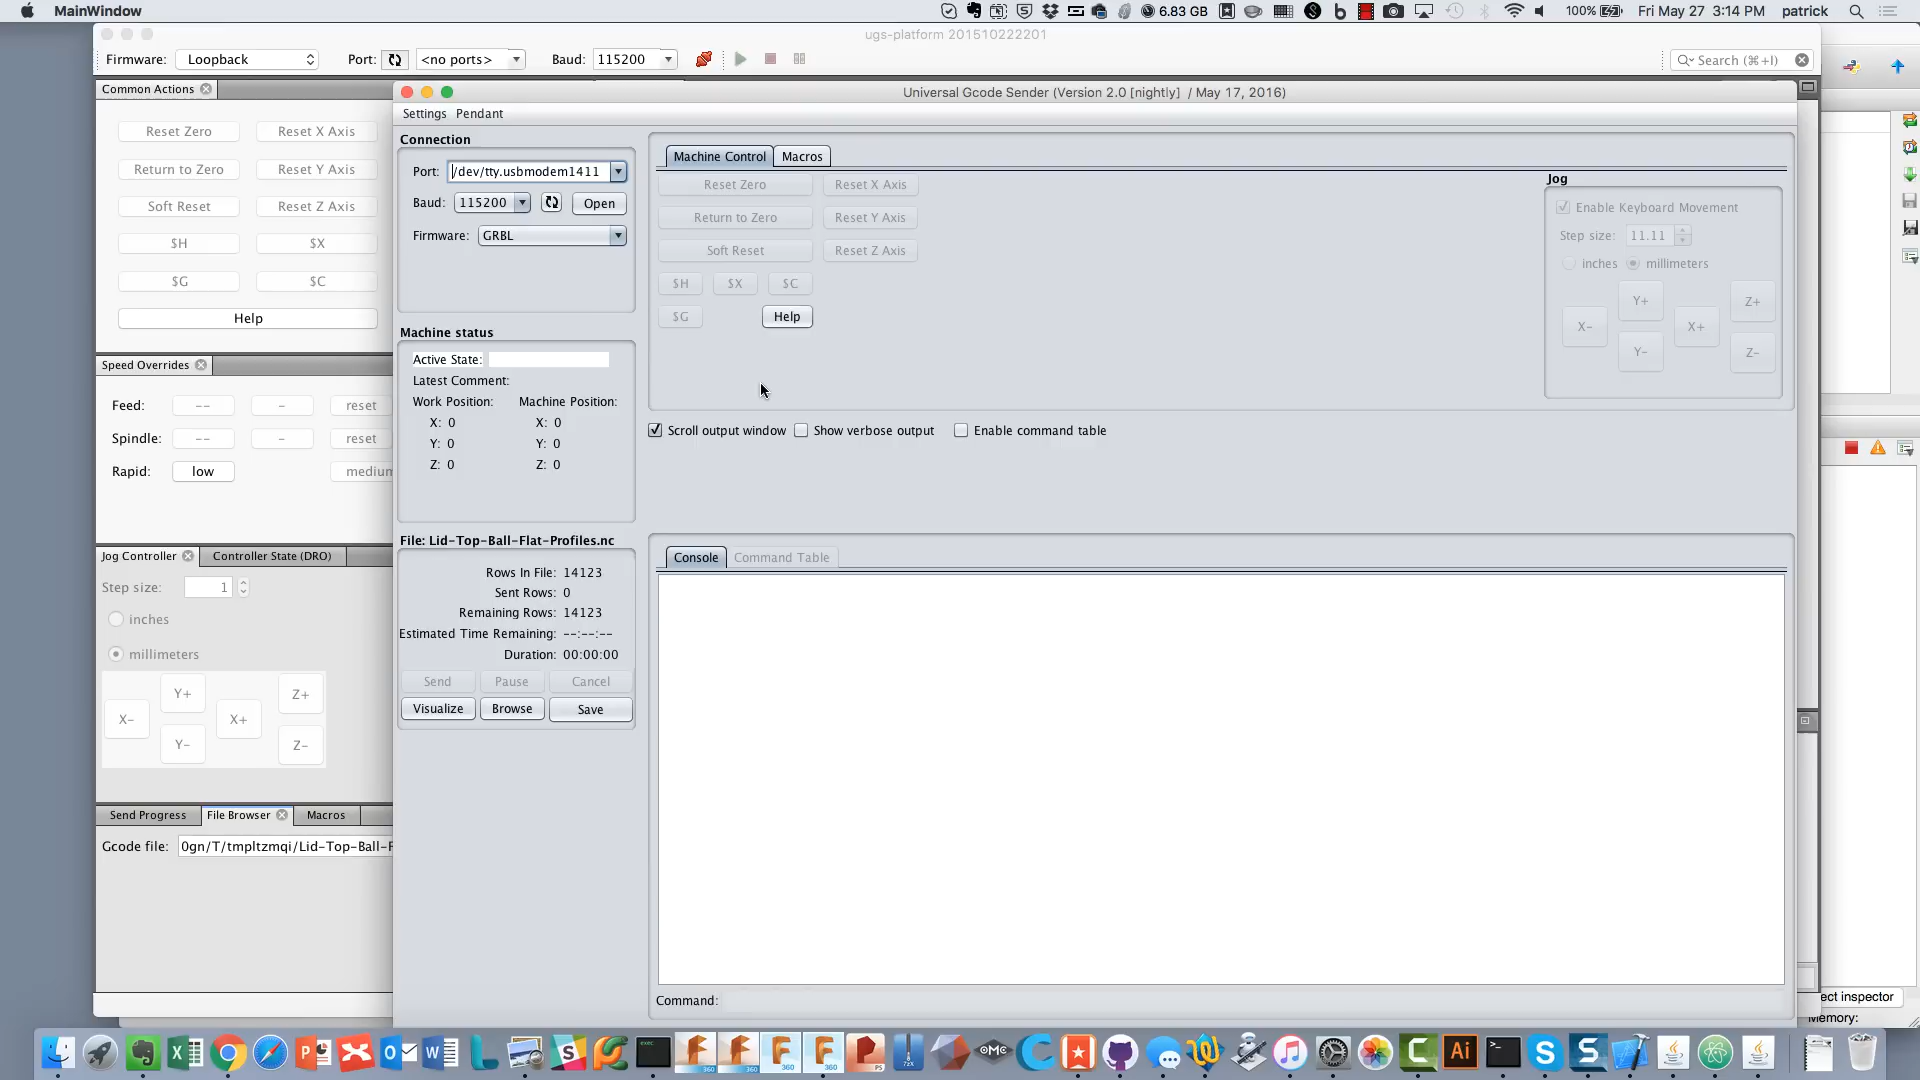 MainWindow
6.83 GB
100%
Fri May 27 3:14 PM
patrick
ugs-platform 201510222201
Firmware: Loopback
Port: <no ports>
Baud: 115200
Search (⌘+I)
Common Actions
Reset Zero
Reset X Axis
Return to Zero
Reset Y Axis
Soft Reset
Reset Z Axis
$H
$X
$G
$C
Help
Speed Overrides
Feed: -- - reset
Spindle: -- - reset
Rapid: low medium
Jog Controller
Controller State (DRO)
Step size: 1
inches
millimeters
Y+
Z+
X-
X+
Y-
Z-
Send Progress
File Browser
Macros
Gcode file: 0gn/T/tmpltzmqi/Lid-Top-Ball-F
Universal Gcode Sender (Version 2.0 [nightly] / May 17, 2016)
Settings
Pendant
Connection
Port: /dev/tty.usbmodem1411
Baud: 115200
Open
Firmware: GRBL
Machine status
Active State:
Latest Comment:
Work Position:
Machine Position:
X: 0
X: 0
Y: 0
Y: 0
Z: 0
Z: 0
File: Lid-Top-Ball-Flat-Profiles.nc
Rows In File: 14123
Sent Rows: 0
Remaining Rows: 14123
Estimated Time Remaining: --:--:--
Duration: 00:00:00
Send
Pause
Cancel
Visualize
Browse
Save
Machine Control
Macros
Reset Zero
Reset X Axis
Return to Zero
Reset Y Axis
Soft Reset
Reset Z Axis
$H
$X
$C
$G
Help
Jog
Enable Keyboard Movement
Step size: 11.11
inches
millimeters
Y+
Z+
X-
X+
Y-
Z-
Scroll output window
Show verbose output
Enable command table
Console
Command Table
Command:
ect inspector
Memory: